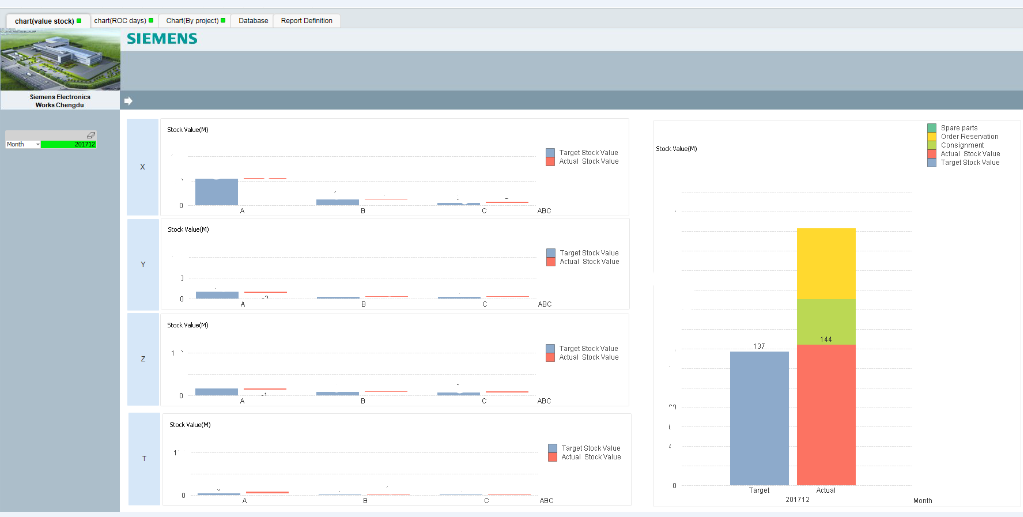 chart(value stock)
chart(ROC days)
Chart(By project)
Database
Report Definition
SIEMENS
Siemens Electronics
Works Chengdu
Month
201712
X
Stock Value(M)
Target Stock Value
Actual Stock Value
0
A
B
C
ABC
Y
Stock Value(M)
Target Stock Value
Actual Stock Value
1
0
A
B
C
ABC
Z
Stock Value(M)
Target Stock Value
Actual Stock Value
1
0
A
B
C
ABC
T
Stock Value(M)
Target Stock Value
Actual Stock Value
1
0
A
B
C
ABC
Stock Value(M)
Spare parts
Order Reservation
Consignment
Actual Stock Value
Target Stock Value
137
144
0
Target
Actual
201712
Month